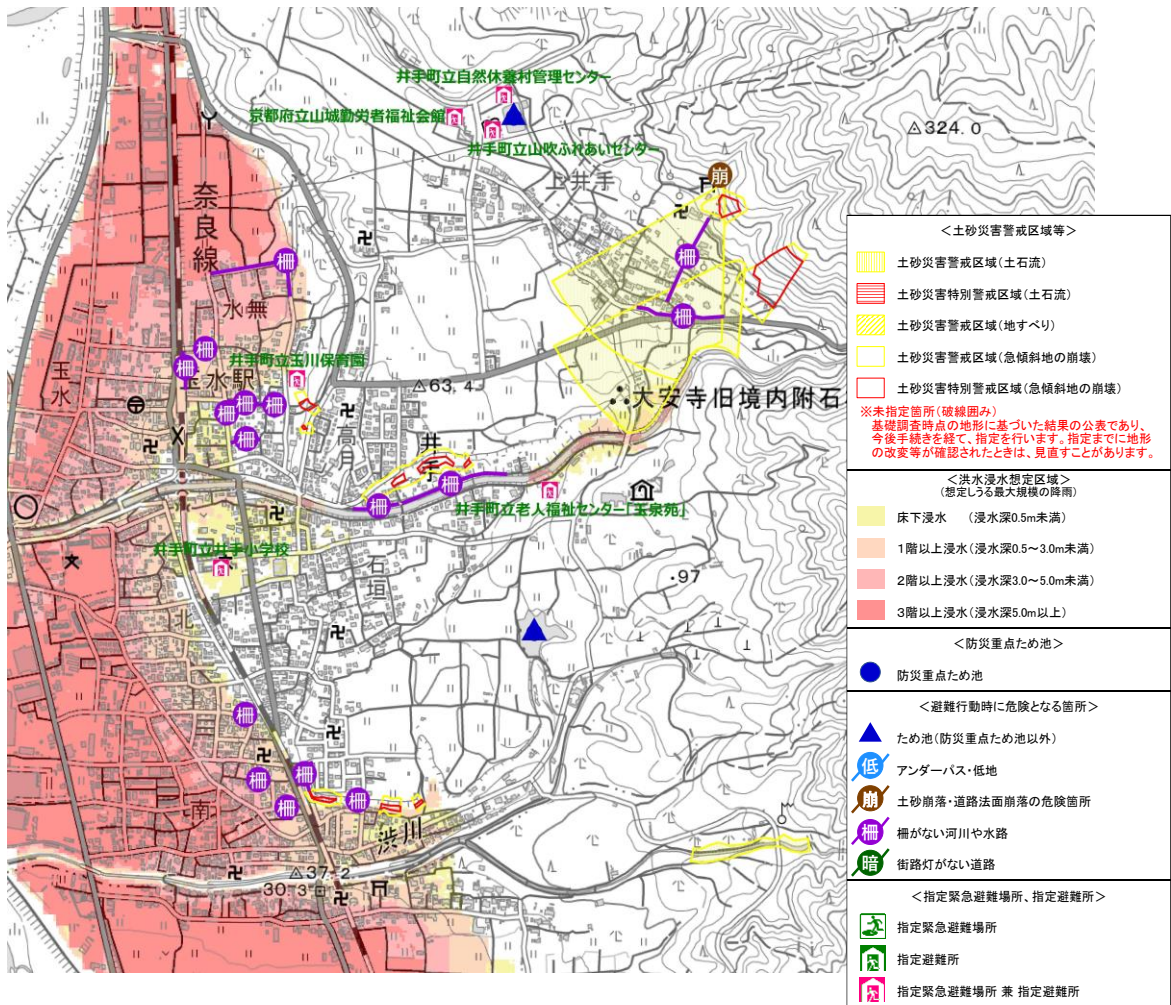 井手町立自然休養村管理センター
京都府立山城勤労者福祉会館
井手町立山吹ふれあいセンター
上井手
324.0
崩
奈良線
柵
柵
水無
柵
柵
柵
井手町立玉川保育園
玉水駅
玉水
63.4
柵
柵
柵
柵
大安寺旧境内附石
高月
井手
柵
柵
井手町立老人福祉センター「玉泉苑」
井手町立井手小学校
石垣
97
北
柵
柵
柵
柵
柵
南
渋川
37.2
30.3
<土砂災害警戒区域等>
土砂災害警戒区域(土石流)
土砂災害特別警戒区域(土石流)
土砂災害警戒区域(地すべり)
土砂災害警戒区域(急傾斜地の崩壊)
土砂災害特別警戒区域(急傾斜地の崩壊)
※未指定箇所(破線囲み)
基礎調査時点の地形に基づいた結果の公表であり、
今後手続きを経て、指定を行います。指定までに地形
の改変等が確認されたときは、見直すことがあります。
<洪水浸水想定区域>
(想定しうる最大規模の降雨)
床下浸水 (浸水深0.5m未満)
1階以上浸水(浸水深0.5～3.0m未満)
2階以上浸水(浸水深3.0～5.0m未満)
3階以上浸水(浸水深5.0m以上)
<防災重点ため池>
防災重点ため池
<避難行動時に危険となる箇所>
ため池(防災重点ため池以外)
低 アンダーパス・低地
崩 土砂崩落・道路法面崩落の危険箇所
柵 柵がない河川や水路
暗 街路灯がない道路
<指定緊急避難場所、指定避難所>
指定緊急避難場所
指定避難所
指定緊急避難場所 兼 指定避難所